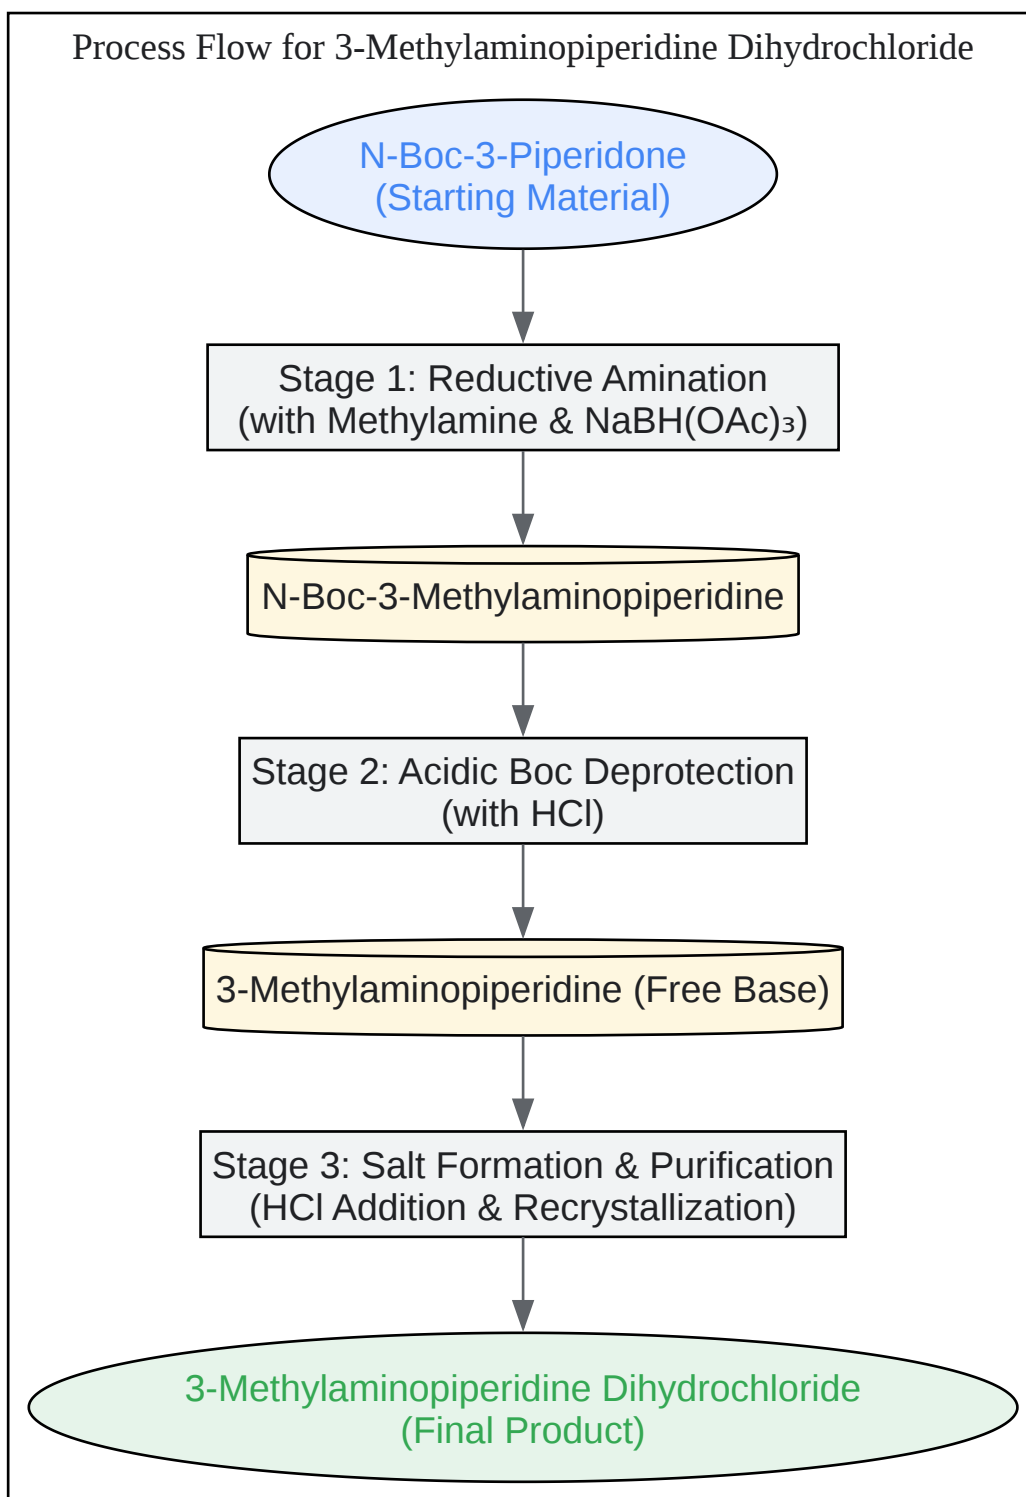 Process Flow for 3-Methylaminopiperidine Dihydrochloride
N-Boc-3-Piperidone
(Starting Material)
Stage 1: Reductive Amination
(with Methylamine & NaBH(OAc)₃)
N-Boc-3-Methylaminopiperidine
Stage 2: Acidic Boc Deprotection
(with HCl)
3-Methylaminopiperidine (Free Base)
Stage 3: Salt Formation & Purification
(HCl Addition & Recrystallization)
3-Methylaminopiperidine Dihydrochloride
(Final Product)